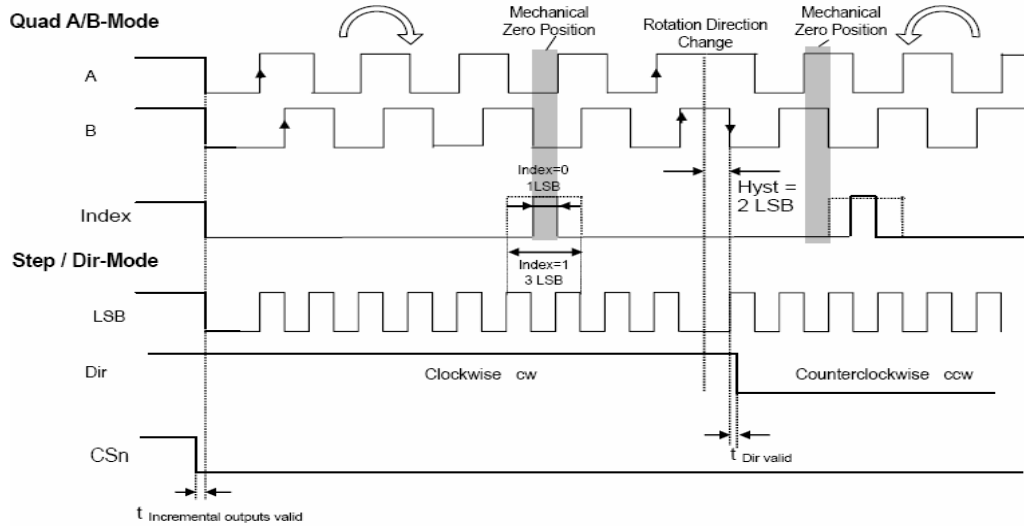 Quad A/B-Mode
Mechanical
Zero Position
Rotation Direction
Change
Mechanical
Zero Position
A
B
Index=0
1LSB
Hyst =
2 LSB
Index
Index=1
3 LSB
Step / Dir-Mode
LSB
Dir
Clockwise cw
Counterclockwise ccw
CSn
t Dir valid
t Incremental outputs valid